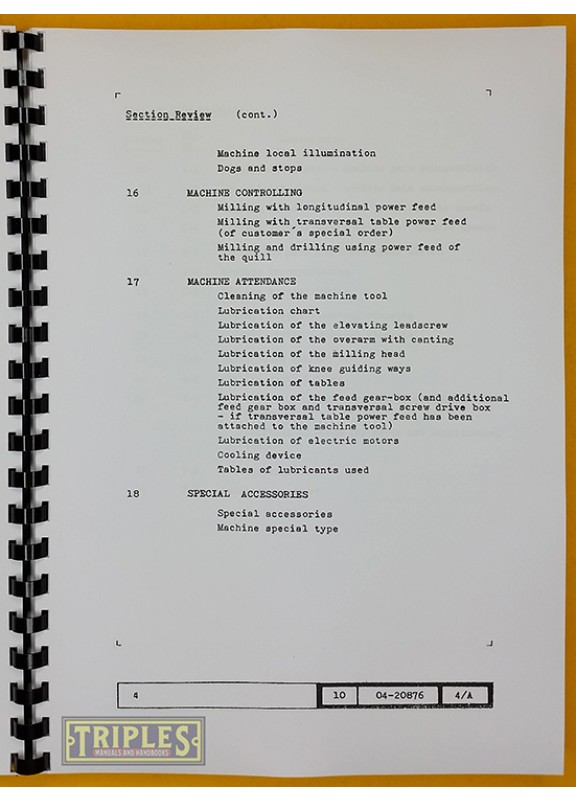 Section Review (cont.)
Machine local illumination
Dogs and stops
16 MACHINE CONTROLLING
Milling with longitudinal power feed
Milling with transversal table power feed
(of customer´s special order)
Milling and drilling using power feed of
the quill
17 MACHINE ATTENDANCE
Cleaning of the machine tool
Lubrication chart
Lubrication of the elevating leadscrew
Lubrication of the overarm with canting
Lubrication of the milling head
Lubrication of knee guiding ways
Lubrication of tables
Lubrication of the feed gear-box (and additional
feed gear box and transversal screw drive box
- if transversal table power feed has been
attached to the machine tool)
Lubrication of electric motors
Cooling device
Tables of lubricants used
18 SPECIAL ACCESSORIES
Special accessories
Machine special type
4 10 04-20876 4/A
TRIPLES
MANUALS AND HANDBOOKS